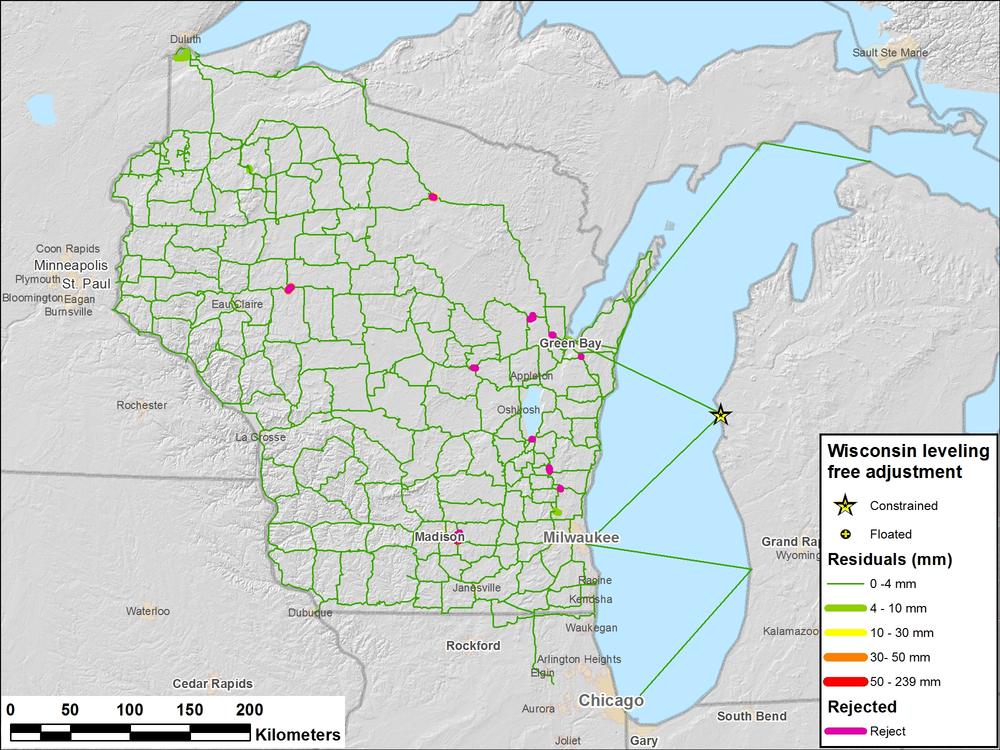 Duluth
Sault Ste Marie
Coon Rapids
Minneapolis
Plymouth
St. Paul
Bloomington
Eagan
Burnsville
Eau Claire
Green Bay
Appleton
Rochester
Oshkosh
La Crosse
Madison
Milwaukee
Grand Rap
Wyoming
Racine
Janesville
Kenosha
Waterloo
Dubuque
Waukegan
Kalamazoo
Rockford
Arlington Heights
Elgin
Cedar Rapids
Chicago
Aurora
South Bend
Joliet
Gary
0 50 100 150 200
Kilometers
Wisconsin leveling
free adjustment
Constrained
Floated
Residuals (mm)
0 -4 mm
4 - 10 mm
10 - 30 mm
30- 50 mm
50 - 239 mm
Rejected
Reject